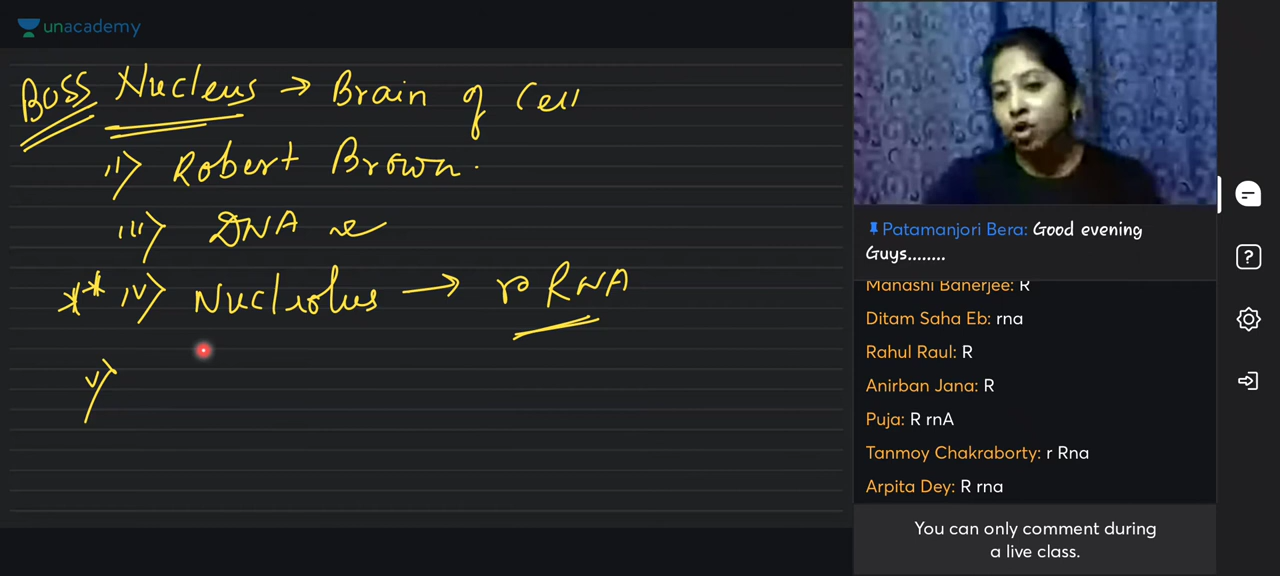 unacademy
BOSS Nucleus → Brain of Cell
ii) Robert Brown.
iii) DNA
** iv) Nucleolus → rRNA
v)
Patamanjori Bera: Good evening
Guys........
Manashi Banerjee: R
Ditam Saha Eb: rna
Rahul Raul: R
Anirban Jana: R
Puja: R rnA
Tanmoy Chakraborty: r Rna
Arpita Dey: R rna
You can only comment during
a live class.